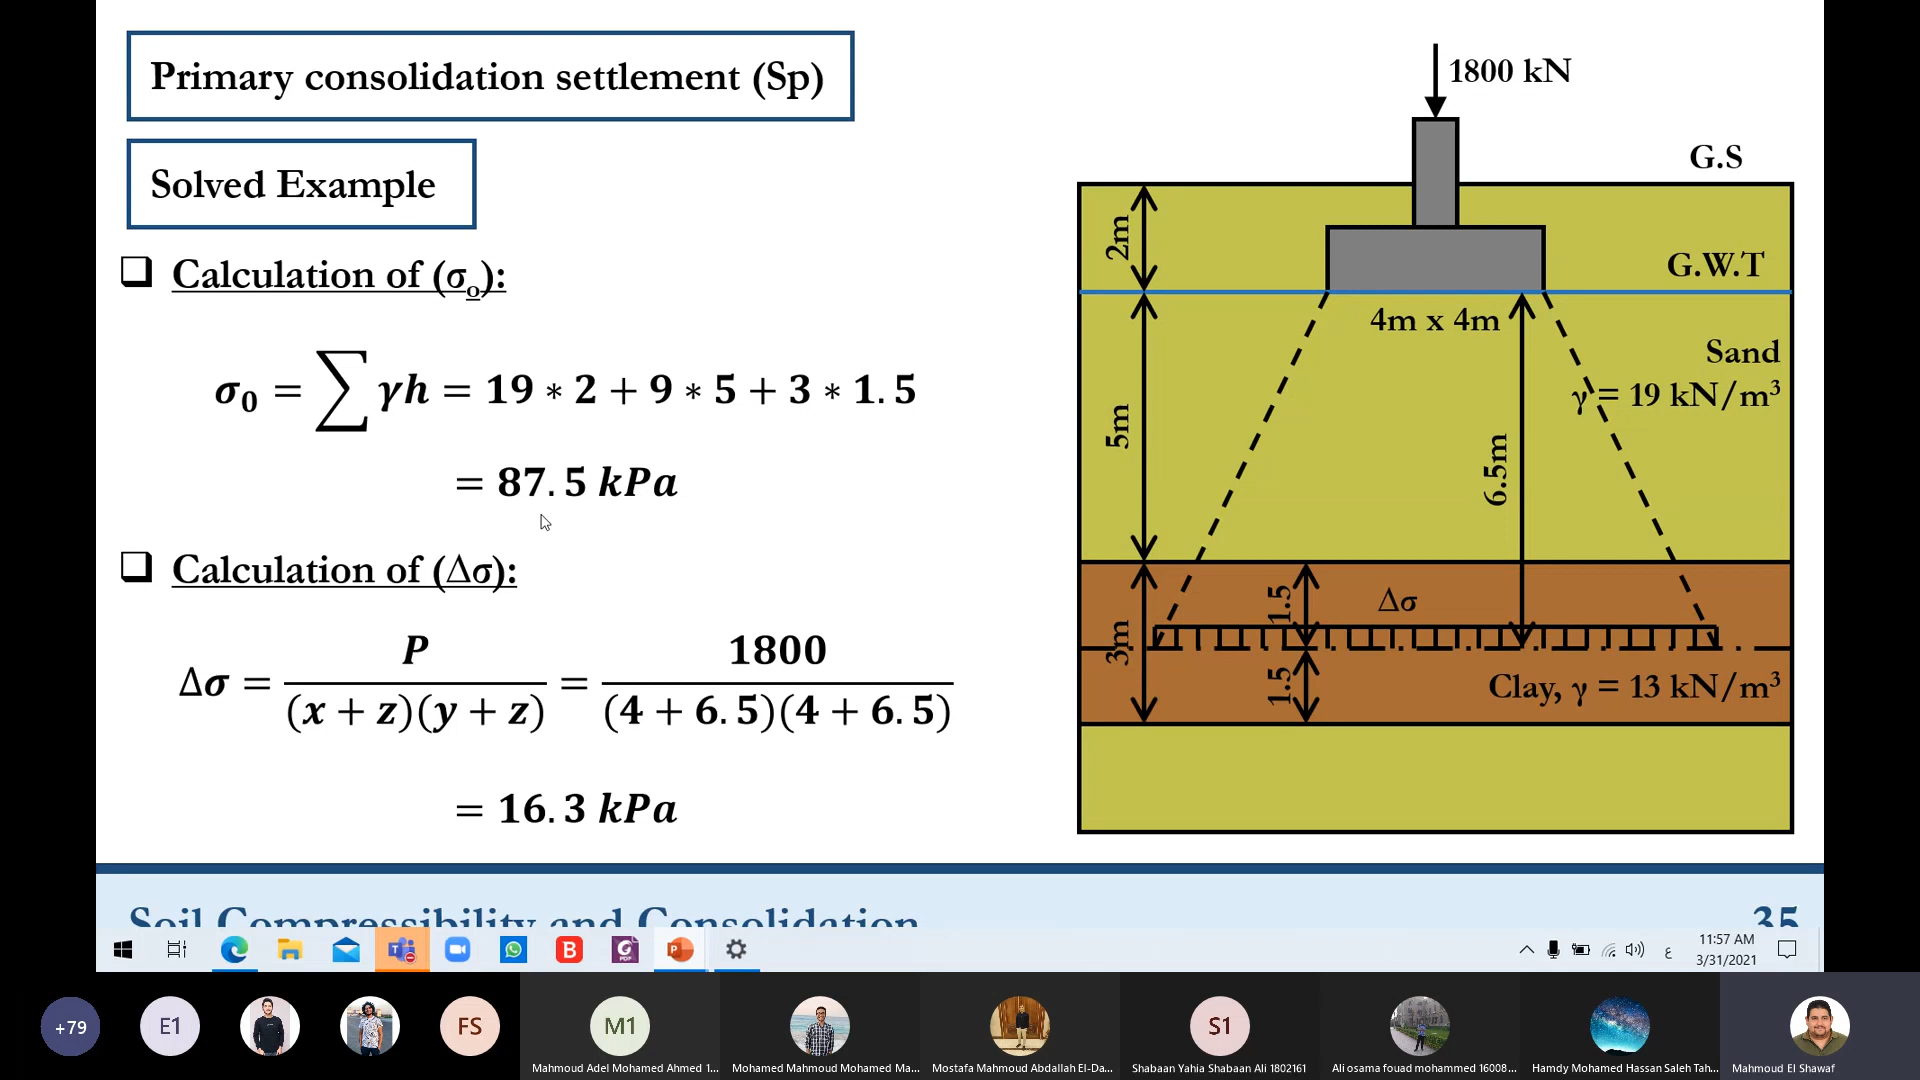 Primary consolidation settlement (Sp)
Solved Example
❑ Calculation of (σo):
σ0 = ∑ γh = 19 ∗ 2 + 9 ∗ 5 + 3 ∗ 1.5
= 87.5 kPa
❑ Calculation of (Δσ):
Δσ = P / (x + z)(y + z) = 1800 / (4 + 6.5)(4 + 6.5)
= 16.3 kPa
1800 kN
G.S
2m
G.W.T
4m x 4m
Sand
γ = 19 kN/m³
5m
6.5m
1.5
Δσ
3m
1.5
Clay, γ = 13 kN/m³
Soil Compressibility and Consolidation
35
ع
11:57 AM
3/31/2021
+79
E1
FS
M1
S1
Mahmoud Adel Mohamed Ahmed 1...
Mohamed Mahmoud Mohamed Ma...
Mostafa Mahmoud Abdallah El-Da...
Shabaan Yahia Shabaan Ali 1802161
Ali osama fouad mohammed 16008...
Hamdy Mohamed Hassan Saleh Tah...
Mahmoud El Shawaf